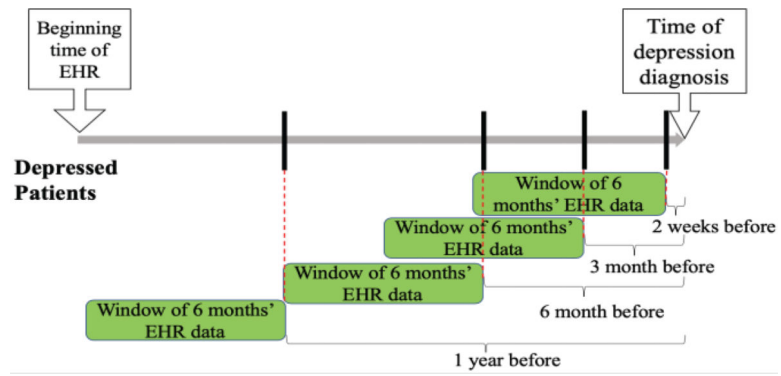 Beginning
time of
EHR
Time of
depression
diagnosis
Depressed
Patients
Window of 6
months’ EHR data
2 weeks before
Window of 6 months’
EHR data
3 month before
Window of 6 months’
EHR data
6 month before
Window of 6 months’
EHR data
1 year before